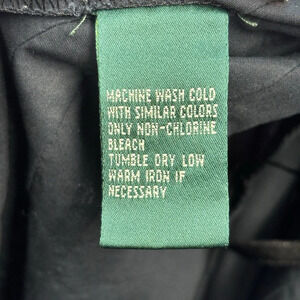 MACHINE WASH COLD
WITH SIMILAR COLORS
ONLY NON-CHLORINE
BLEACH
TUMBLE DRY LOW
WARM IRON IF
NECESSARY